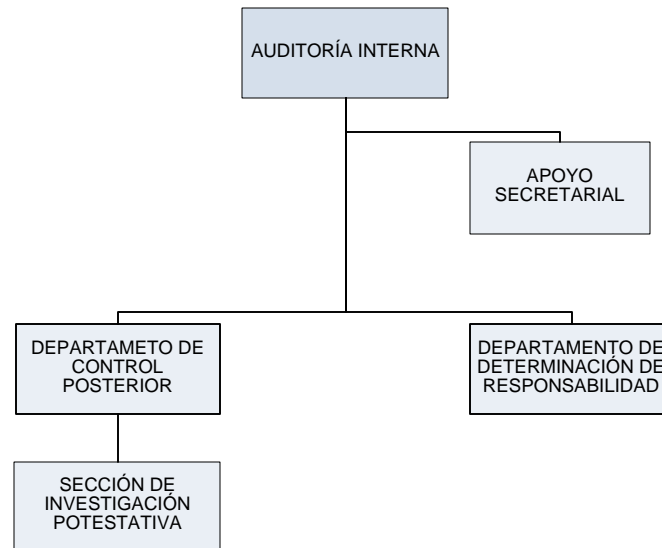 AUDITORÍA INTERNA
APOYO
SECRETARIAL
DEPARTAMETO DE
CONTROL
POSTERIOR
DEPARTAMENTO DE
DETERMINACIÓN DE
RESPONSABILIDAD
SECCIÓN DE
INVESTIGACIÓN
POTESTATIVA